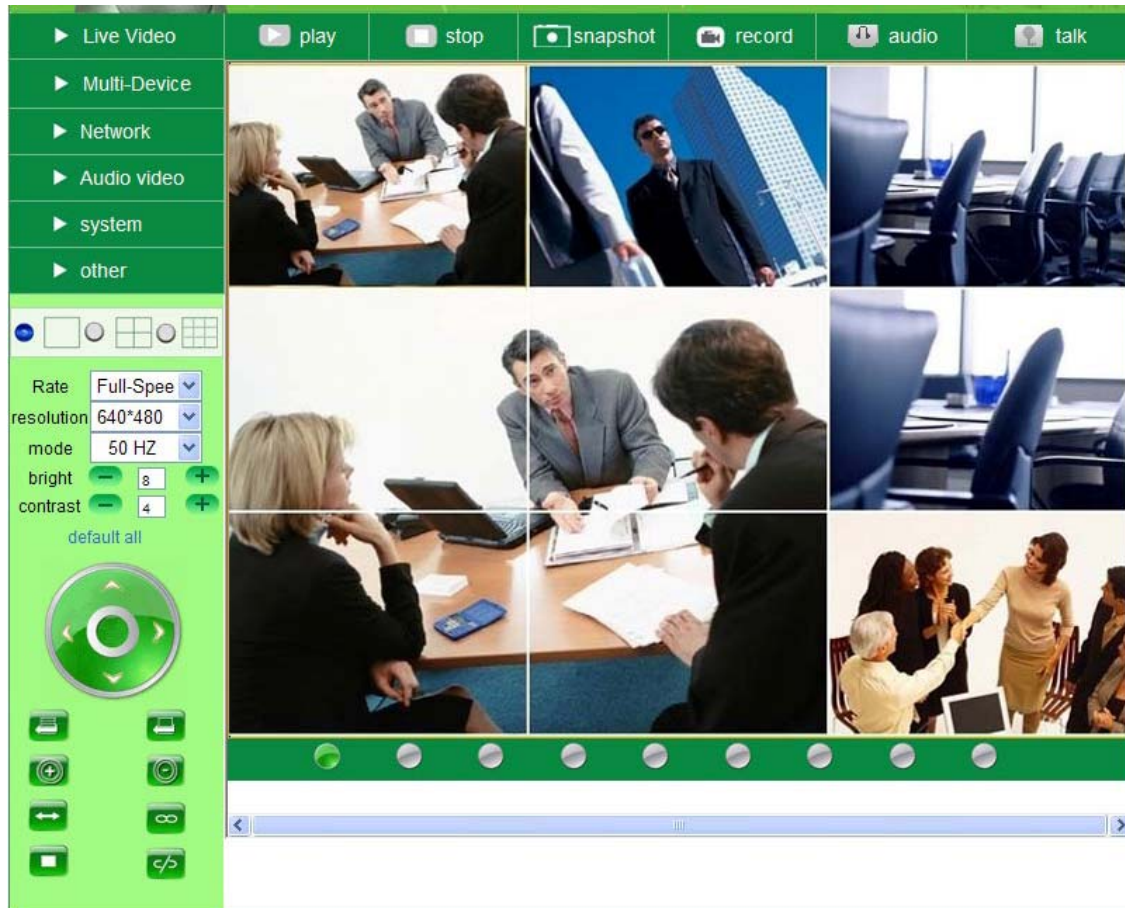 Live Video
play
stop
snapshot
record
audio
talk
Multi-Device
Network
Audio video
system
other
Rate Full-Spee
resolution 640*480
mode 50 HZ
bright 8
contrast 4
default all